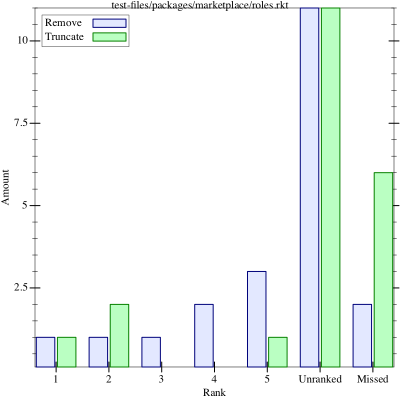 test-files/packages/marketplace/roles.rkt
Remove
Truncate
10
7.5
5
2.5
Amount
1 2 3 4 5 Unranked Missed
Rank